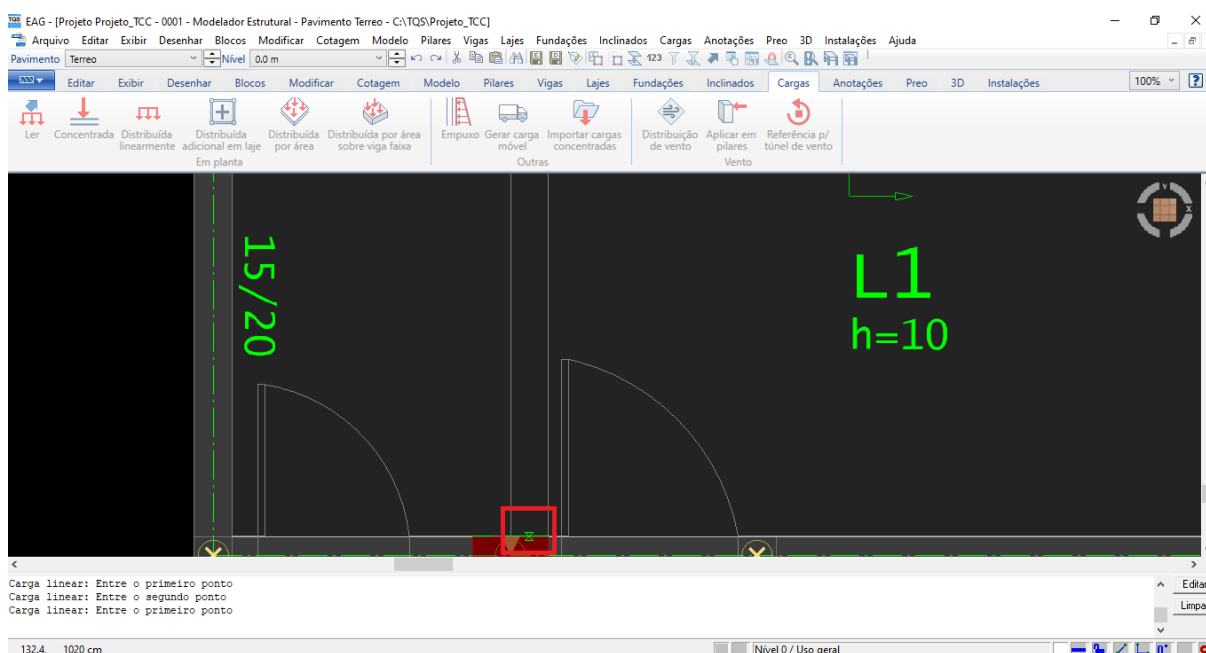 EAG - [Projeto Projeto_TCC - 0001 - Modelador Estrutural - Pavimento Terreo - C:\TQS\Projeto_TCC]
Arquivo Editar Exibir Desenhar Blocos Modificar Cotagem Modelo Pilares Vigas Lajes Fundações Inclinados Cargas Anotações Preo 3D Instalações Ajuda
Pavimento Terreo Nível 0.0 m 123
Editar Exibir Desenhar Blocos Modificar Cotagem Modelo Pilares Vigas Lajes Fundações Inclinados Cargas Anotações Preo 3D Instalações 100% ?
Ler Concentrada Distribuída Distribuída Distribuída Distribuída por área Empuxo Gerar carga Importar cargas Distribuição Aplicar em Referência p/
linearmente adicional em laje por área sobre viga faixa móvel concentradas de vento pilares túnel de vento
Em planta Outras Vento
Y
X
15/20
L1
h=10
Carga linear: Entre o primeiro ponto
Carga linear: Entre o segundo ponto
Carga linear: Entre o primeiro ponto
Editar
Limpa
132.4, 1020 cm Nível 0 / Uso geral